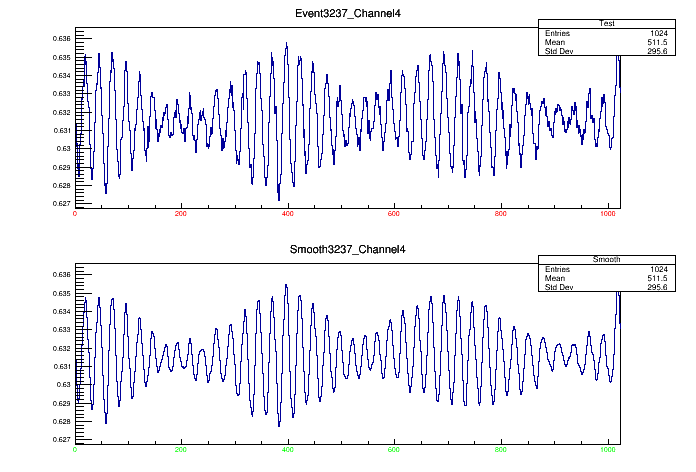 Event3237_Channel4
Test
Entries 1024
Mean 511.5
Std Dev 295.6
0.636
0.635
0.634
0.633
0.632
0.631
0.63
0.629
0.628
0.627
0 200 400 600 800 1000
Smooth3237_Channel4
Smooth
Entries 1024
Mean 511.5
Std Dev 295.6
0.636
0.635
0.634
0.633
0.632
0.631
0.63
0.629
0.628
0.627
0 200 400 600 800 1000